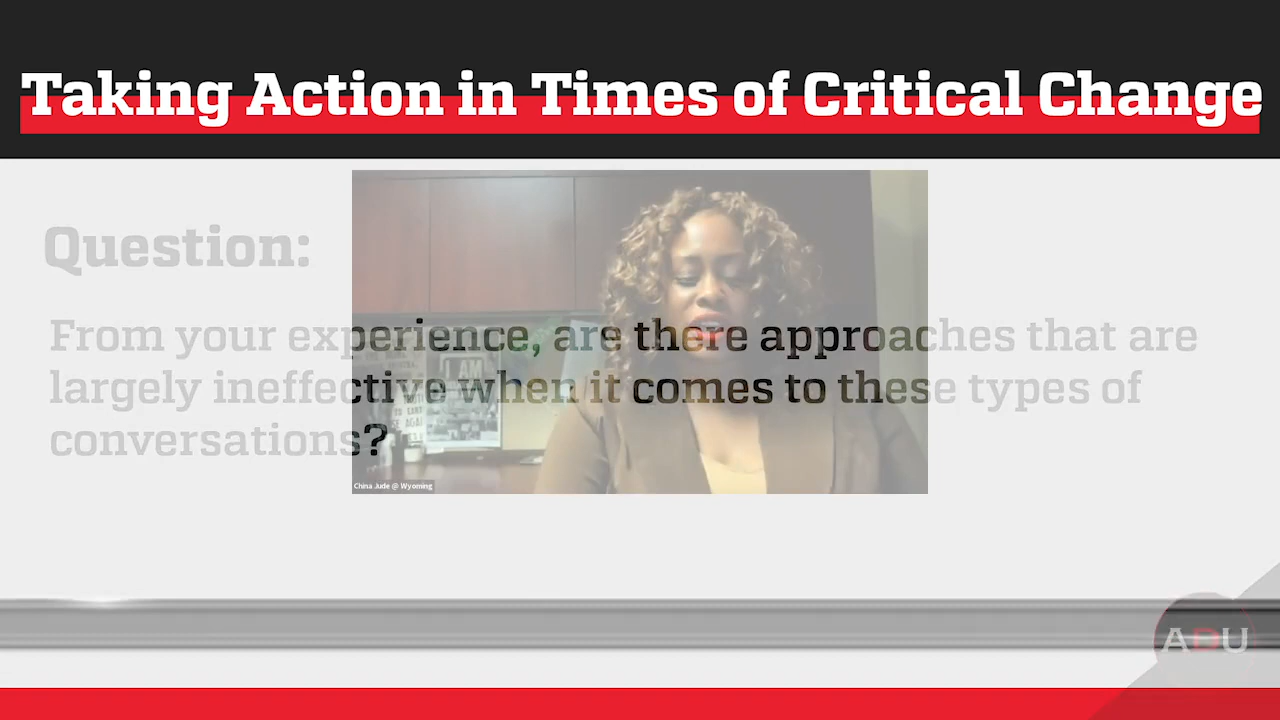 Taking Action in Times of Critical Change
Question:
From your experience, are there approaches that are
largely ineffective when it comes to these types of
conversations?
I AM
China Jude @ Wyoming
ADU